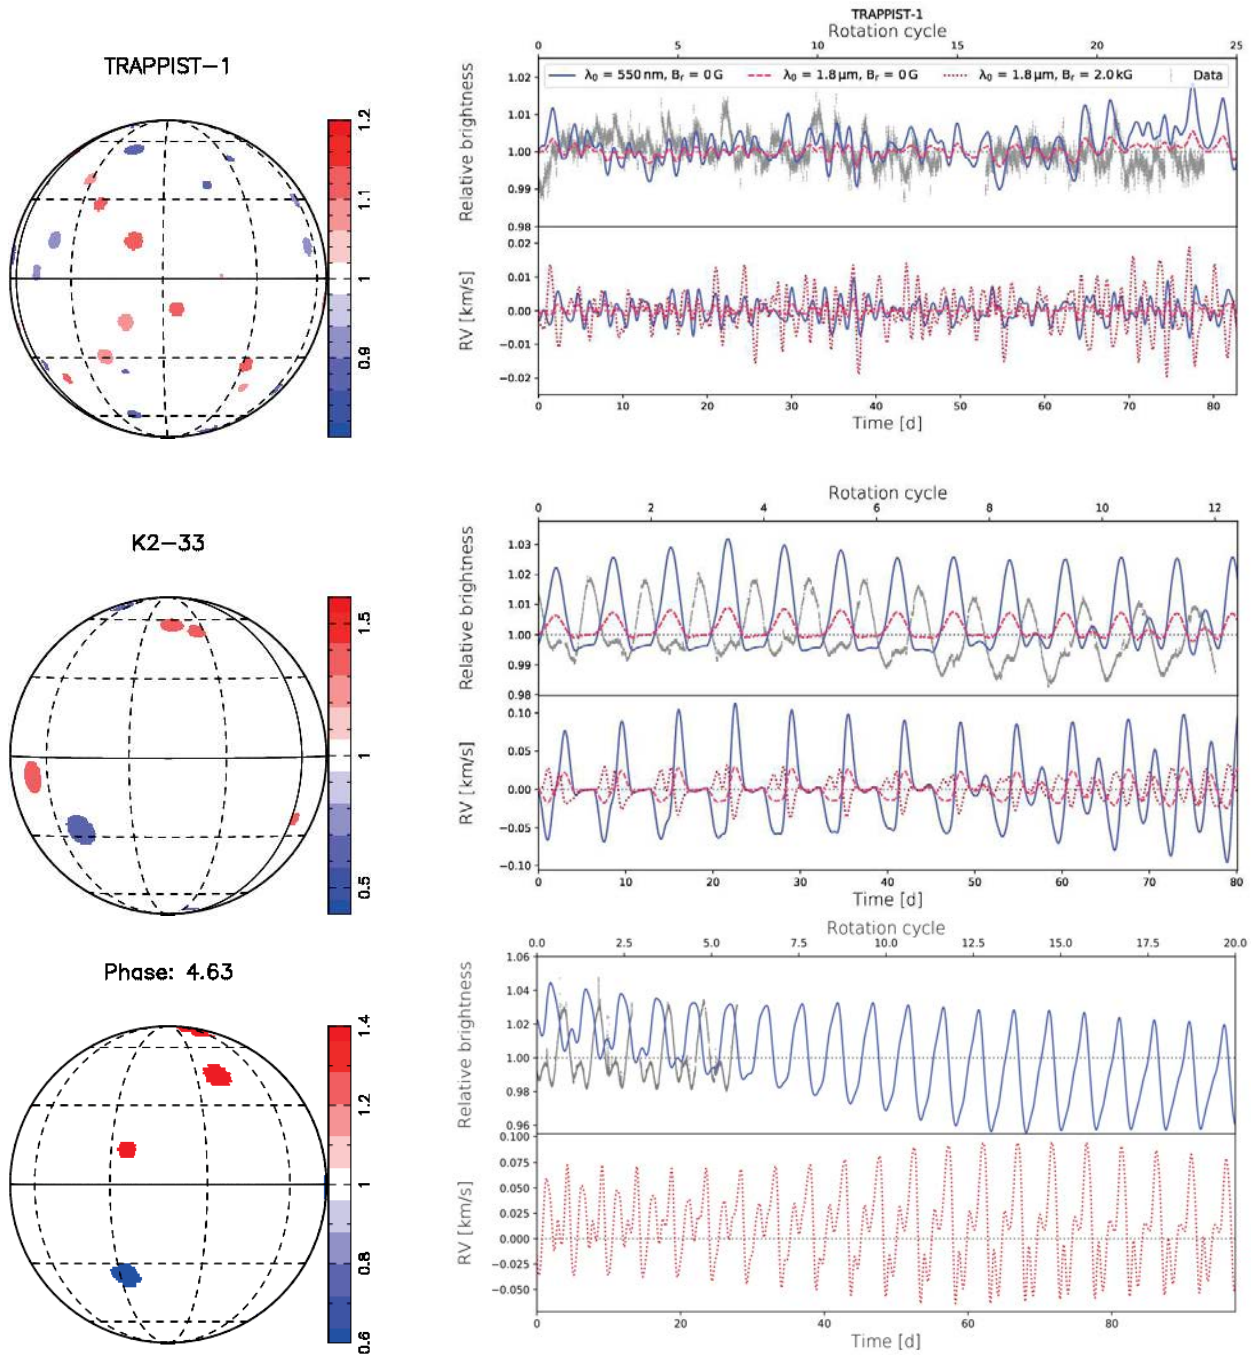 TRAPPIST−1
1.2
1.1
1
0.9
TRAPPIST-1
Rotation cycle
0 5 10 15 20 25
λ₀ = 550 nm, Bᵣ = 0 G λ₀ = 1.8 μm, Bᵣ = 0 G λ₀ = 1.8 μm, Bᵣ = 2.0 kG Data
Relative brightness
1.02
1.01
1.00
0.99
0.98
RV [km/s]
0.02
0.01
0.00
−0.01
−0.02
0 10 20 30 40 50 60 70 80
Time [d]
K2−33
1.5
1
0.5
Rotation cycle
0 2 4 6 8 10 12
Relative brightness
1.03
1.02
1.01
1.00
0.99
0.98
RV [km/s]
0.10
0.05
0.00
−0.05
−0.10
0 10 20 30 40 50 60 70 80
Time [d]
Phase: 4.63
1.4
1.2
1
0.8
0.6
Rotation cycle
0.0 2.5 5.0 7.5 10.0 12.5 15.0 17.5 20.0
Relative brightness
1.06
1.04
1.02
1.00
0.98
0.96
RV [km/s]
0.100
0.075
0.050
0.025
0.000
−0.025
−0.050
20 40 60
Time [d]